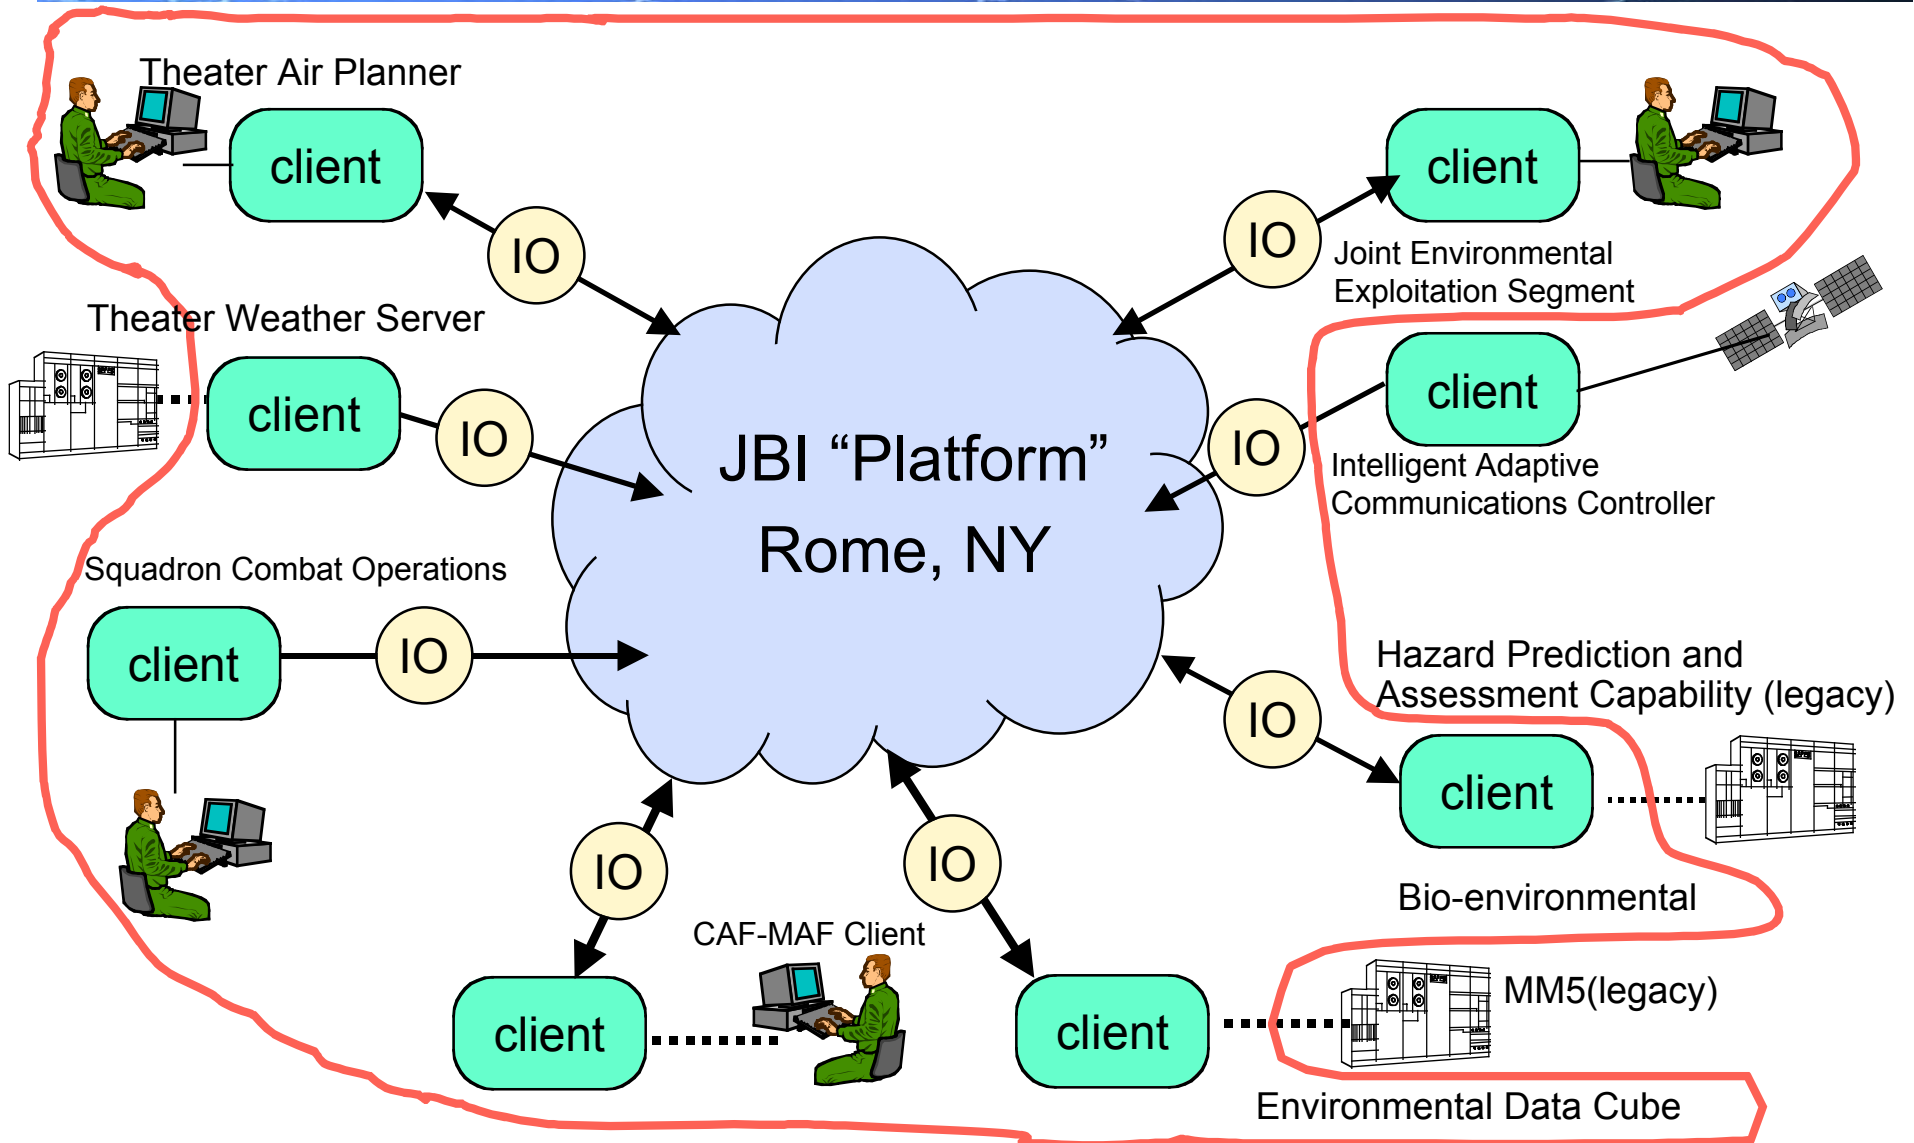 Theater Air Planner
client
IO
client
IO
Joint Environmental
Exploitation Segment
Theater Weather Server
client
IO
JBI “Platform”
Rome, NY
client
IO
Intelligent Adaptive
Communications Controller
Squadron Combat Operations
client
IO
Hazard Prediction and
Assessment Capability (legacy)
IO
client
Bio-environmental
IO
CAF-MAF Client
client
IO
client
MM5(legacy)
Environmental Data Cube